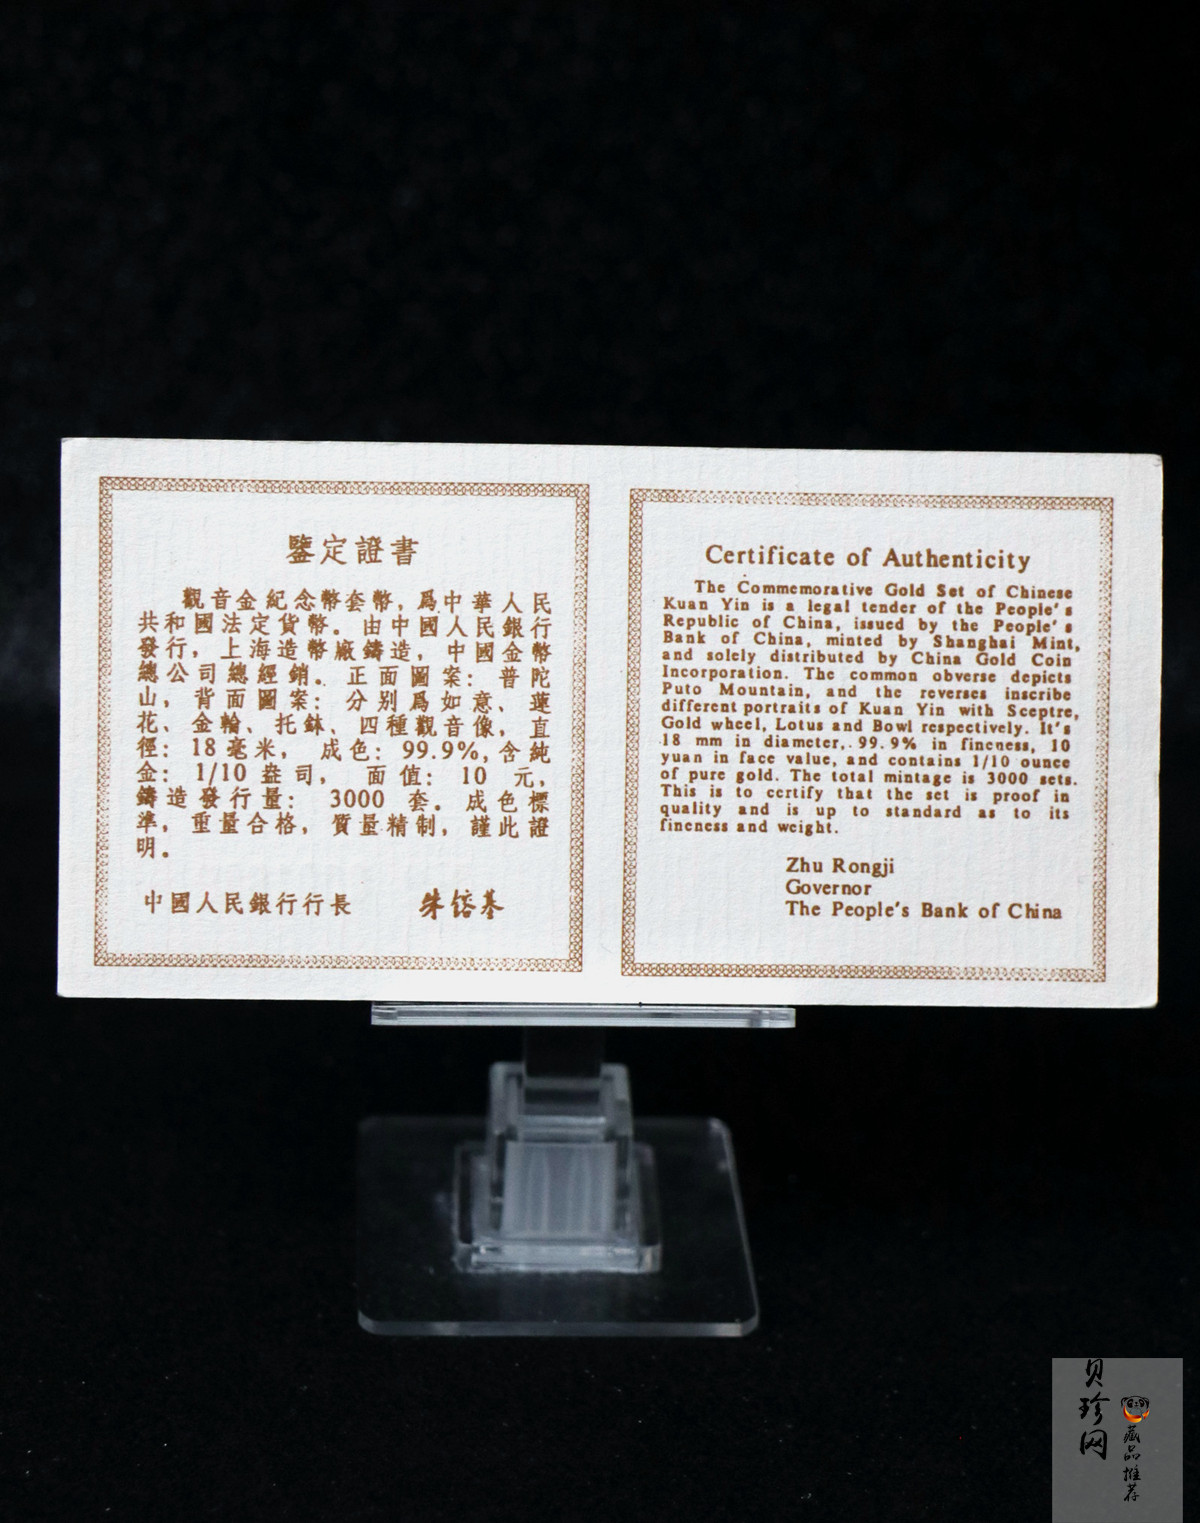 鑒定證書
觀音金紀念幣套幣，爲中華人民
共和國法定貨幣。由中國人民銀行
發行，上海造幣廠鑄造，中國金幣
總公司總經銷。正面圖案：普陀
山，背面圖案：分別爲如意、蓮
花、金輪、托鉢、四種觀音像，直
徑：18毫米，成色：99.9%,含純
金：1/10盎司，面值：10元，
鑄造發行量：3000套。成色標
準，重量合格，質量精制，謹此證
明。
中國人民銀行行長 朱鎔基
Certificate of Authenticity
The Commemorative Gold Set of Chinese
Kuan Yin is a legal tender of the People's
Republic of China, issued by the People's
Bank of China, minted by Shanghai Mint,
and solely distributed by China Gold Coin
Incorporation. The common obverse depicts
Puto Mountain, and the reverses inscribe
different portraits of Kuan Yin with Sceptre,
Gold wheel, Lotus and Bowl respectively. It's
18 mm in diameter, 99.9% in fineness, 10
yuan in face value, and contains 1/10 ounce
of pure gold. The total mintage is 3000 sets.
This is to certify that the set is proof in
quality and is up to standard as to its
fineness and weight.
Zhu Rongji
Governor
The People's Bank of China
贝珍网
藏品推荐